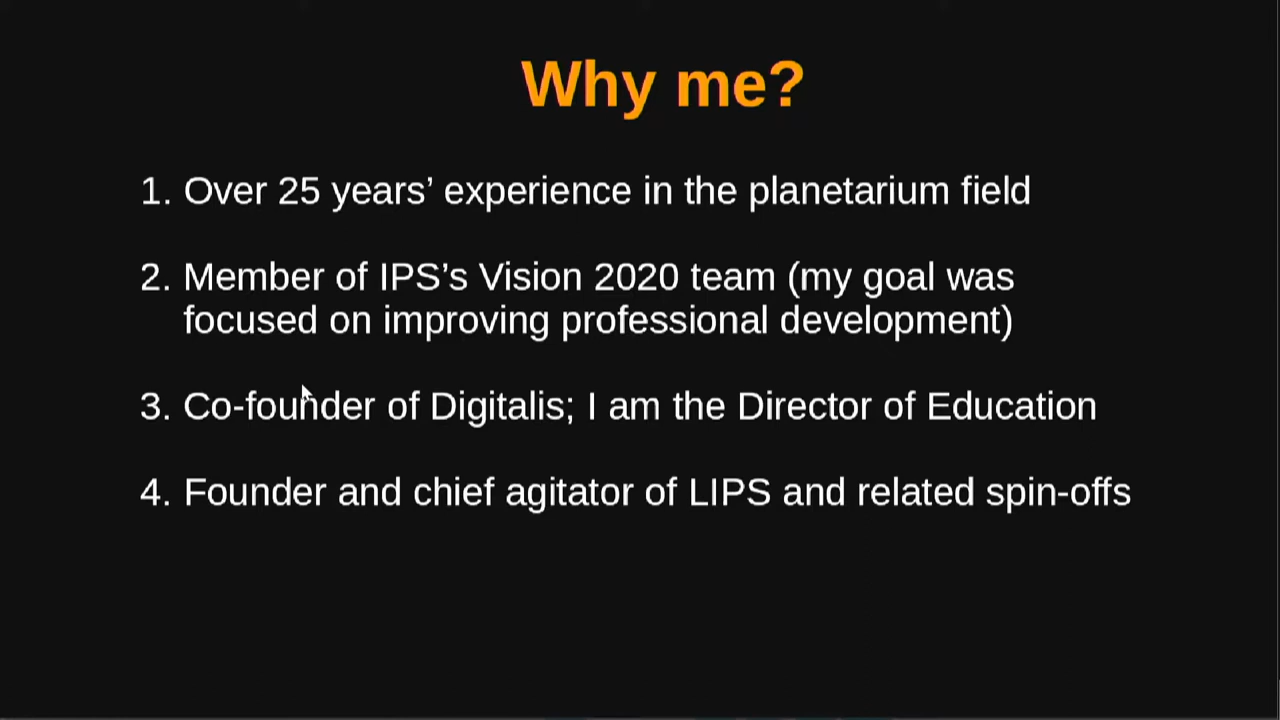 Why me?
1. Over 25 years’ experience in the planetarium field
2. Member of IPS’s Vision 2020 team (my goal was
focused on improving professional development)
3. Co-founder of Digitalis; I am the Director of Education
4. Founder and chief agitator of LIPS and related spin-offs